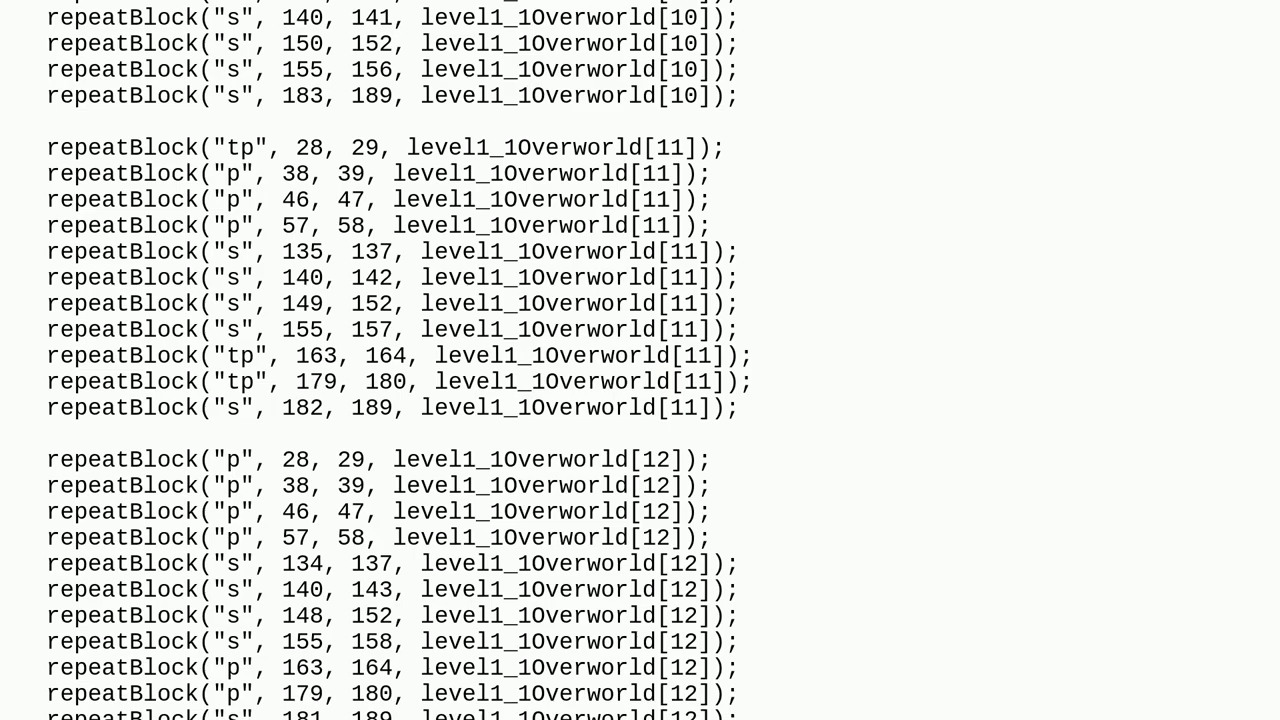 repeatBlock("s", 140, 141, level1_1Overworld[10]);
repeatBlock("s", 150, 152, level1_1Overworld[10]);
repeatBlock("s", 155, 156, level1_1Overworld[10]);
repeatBlock("s", 183, 189, level1_1Overworld[10]);

repeatBlock("tp", 28, 29, level1_1Overworld[11]);
repeatBlock("p", 38, 39, level1_1Overworld[11]);
repeatBlock("p", 46, 47, level1_1Overworld[11]);
repeatBlock("p", 57, 58, level1_1Overworld[11]);
repeatBlock("s", 135, 137, level1_1Overworld[11]);
repeatBlock("s", 140, 142, level1_1Overworld[11]);
repeatBlock("s", 149, 152, level1_1Overworld[11]);
repeatBlock("s", 155, 157, level1_1Overworld[11]);
repeatBlock("tp", 163, 164, level1_1Overworld[11]);
repeatBlock("tp", 179, 180, level1_1Overworld[11]);
repeatBlock("s", 182, 189, level1_1Overworld[11]);

repeatBlock("p", 28, 29, level1_1Overworld[12]);
repeatBlock("p", 38, 39, level1_1Overworld[12]);
repeatBlock("p", 46, 47, level1_1Overworld[12]);
repeatBlock("p", 57, 58, level1_1Overworld[12]);
repeatBlock("s", 134, 137, level1_1Overworld[12]);
repeatBlock("s", 140, 143, level1_1Overworld[12]);
repeatBlock("s", 148, 152, level1_1Overworld[12]);
repeatBlock("s", 155, 158, level1_1Overworld[12]);
repeatBlock("p", 163, 164, level1_1Overworld[12]);
repeatBlock("p", 179, 180, level1_1Overworld[12]);
repeatBlock("s", 181, 189, level1_1Overworld[12]);